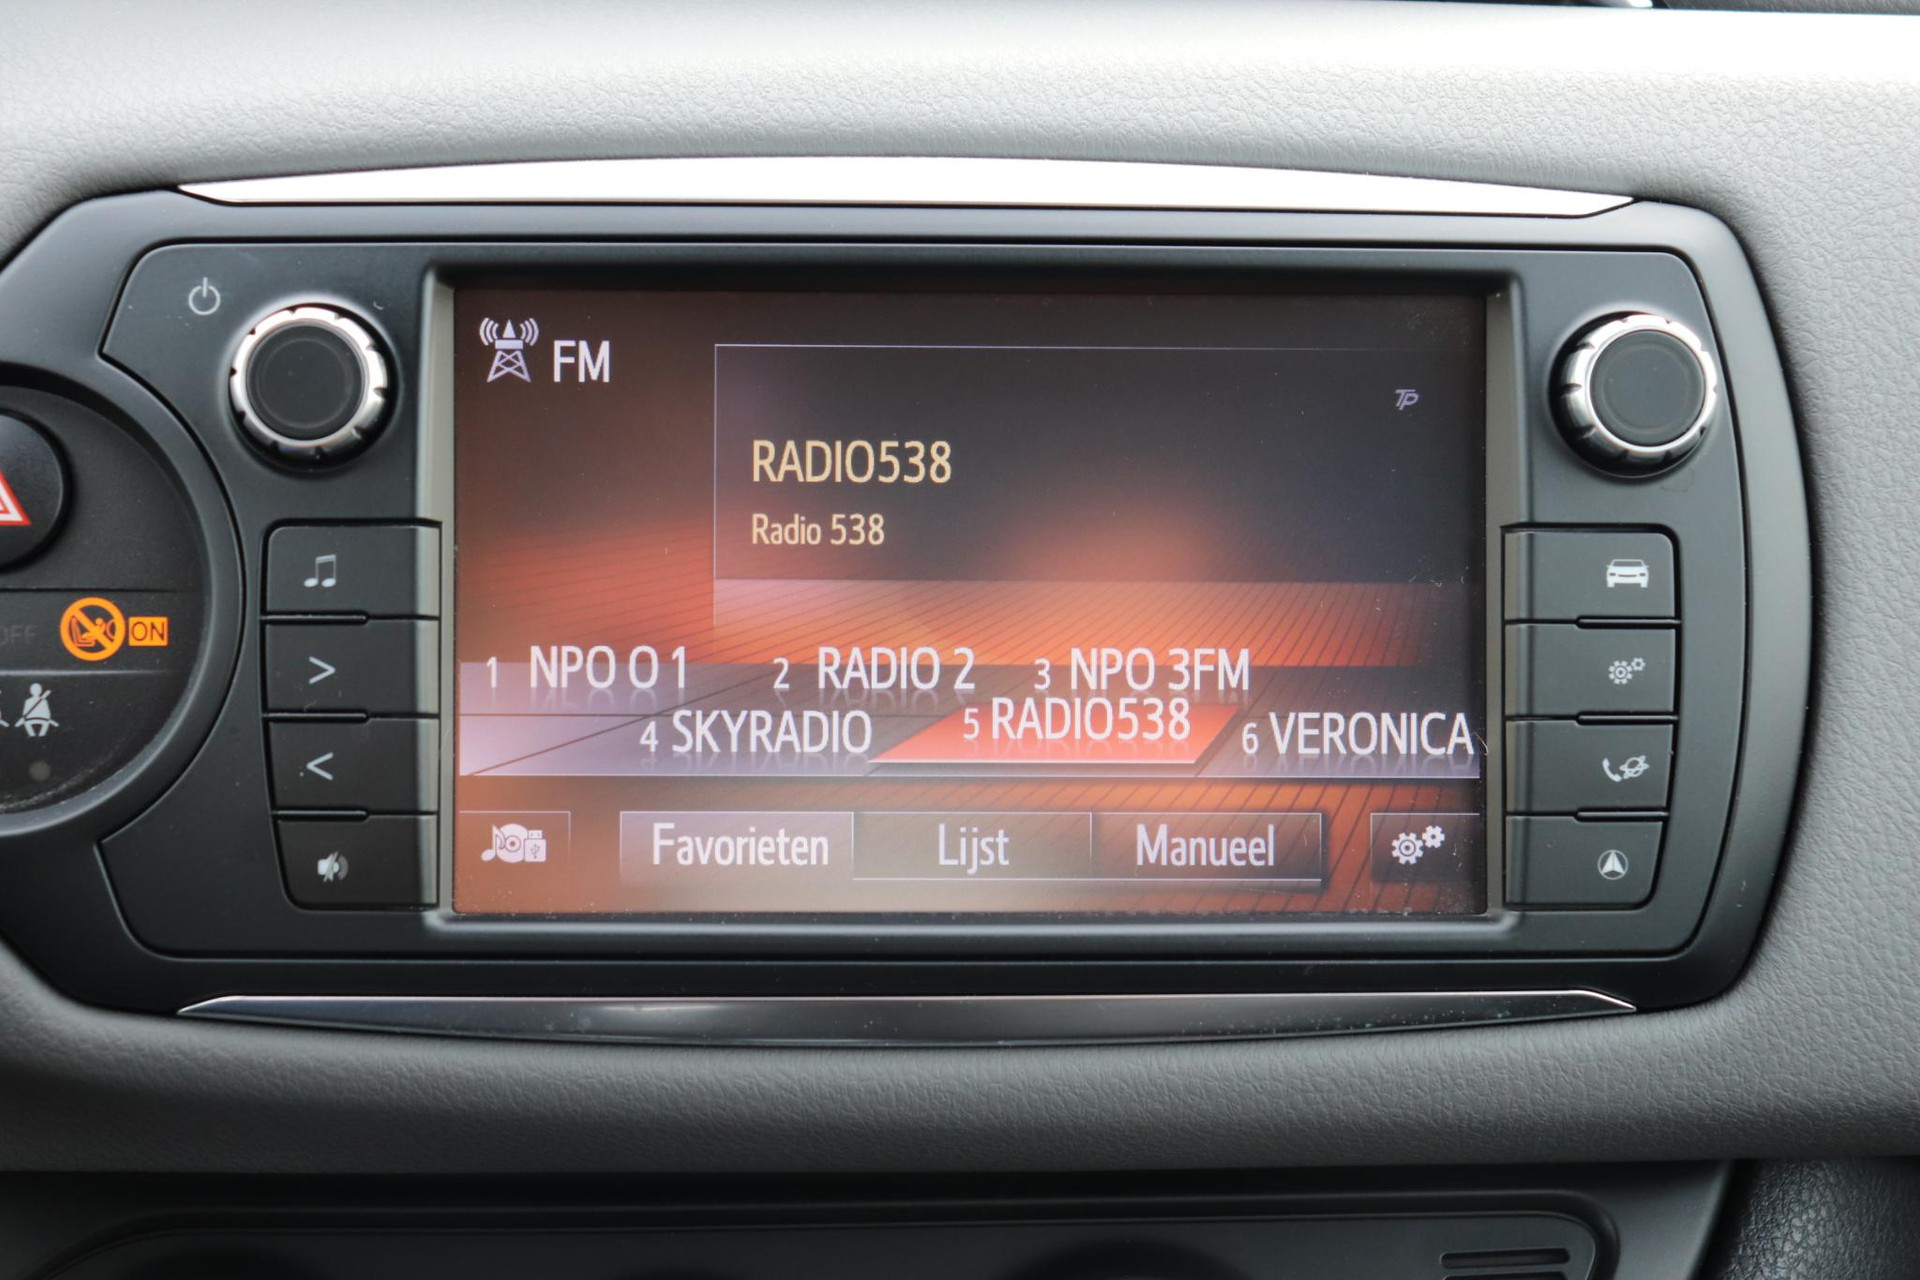 FM
TP
RADIO538
Radio 538
1 NPO O 1 2 RADIO 2 3 NPO 3FM
4 SKYRADIO 5 RADIO538 6 VERONICA
Favorieten Lijst Manueel
OFF ON